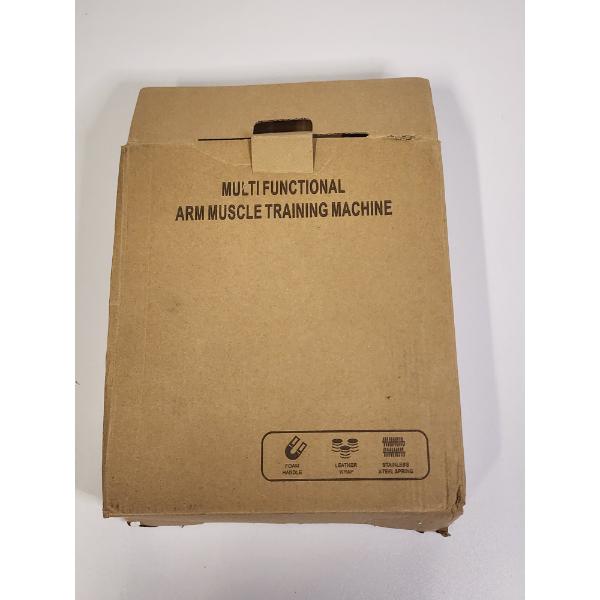 MULTI FUNCTIONAL
ARM MUSCLE TRAINING MACHINE
FOAM
HANDLE
LEATHER
WRAP
STAINLESS
STEEL SPRING